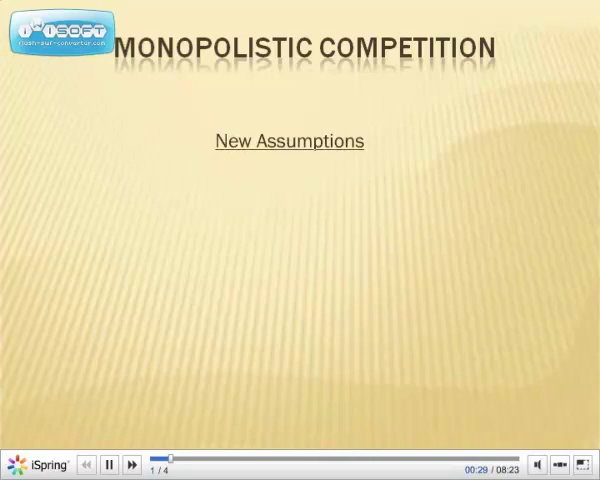 MONOPOLISTIC COMPETITION
New Assumptions
iSpring
1 / 4
00:29 / 08:23